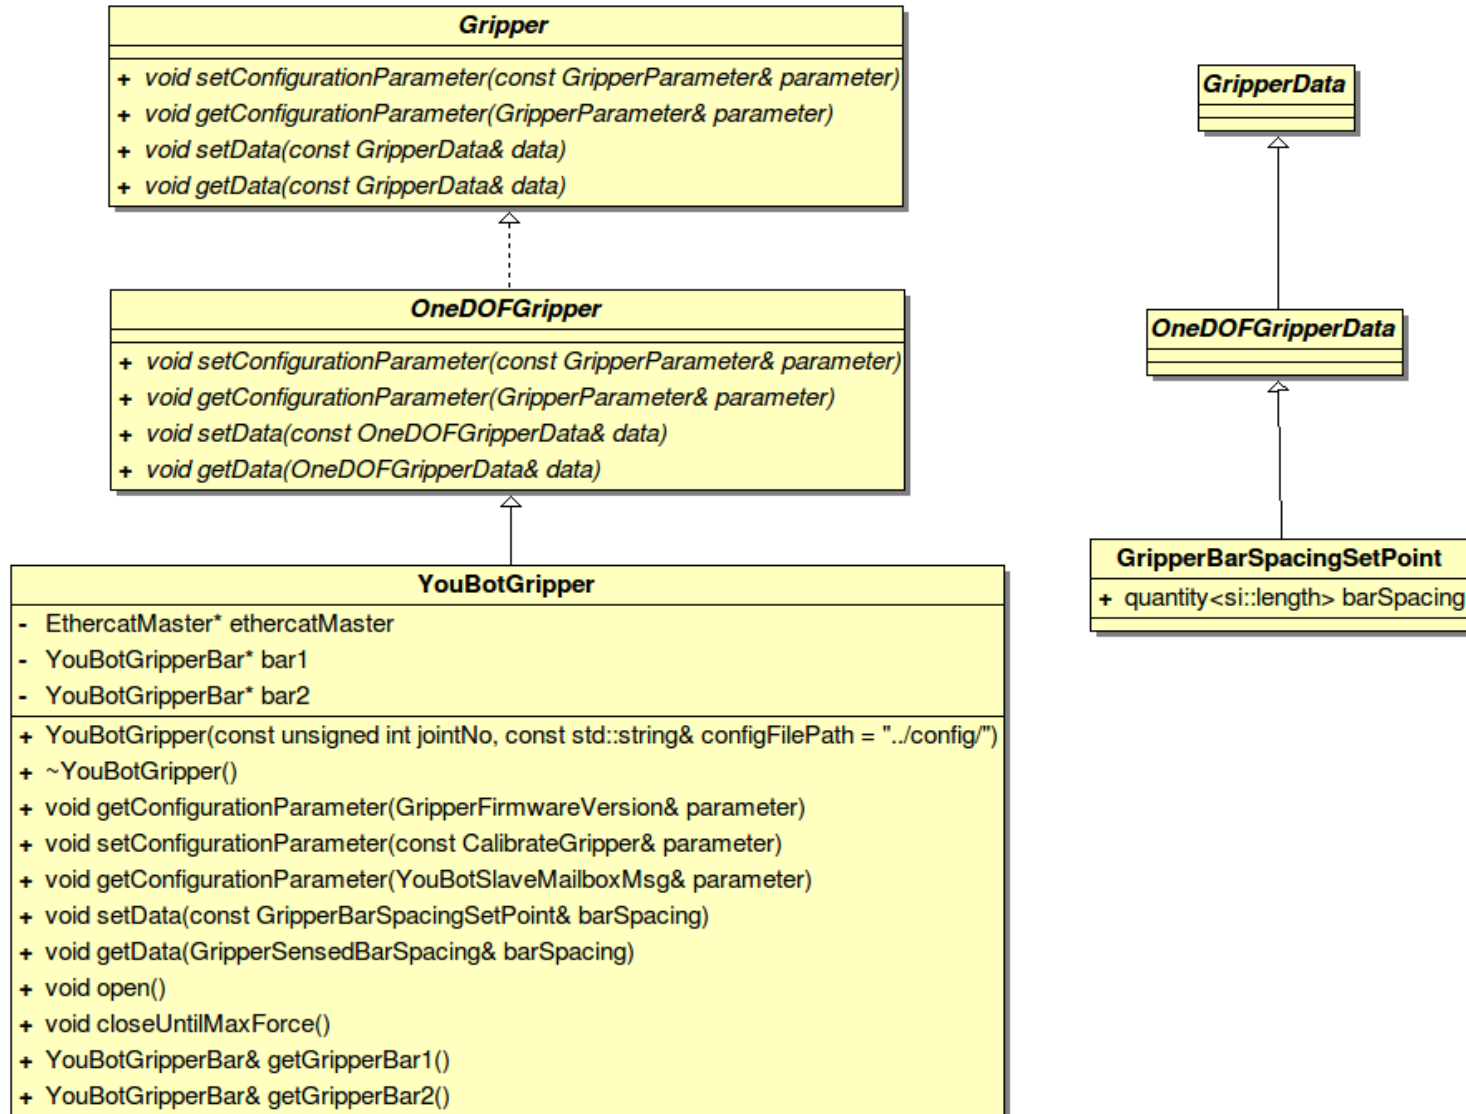 Gripper
+ void setConfigurationParameter(const GripperParameter& parameter)
+ void getConfigurationParameter(GripperParameter& parameter)
+ void setData(const GripperData& data)
+ void getData(const GripperData& data)
OneDOFGripper
+ void setConfigurationParameter(const GripperParameter& parameter)
+ void getConfigurationParameter(GripperParameter& parameter)
+ void setData(const OneDOFGripperData& data)
+ void getData(OneDOFGripperData& data)
YouBotGripper
- EthercatMaster* ethercatMaster
- YouBotGripperBar* bar1
- YouBotGripperBar* bar2
+ YouBotGripper(const unsigned int jointNo, const std::string& configFilePath = "../config/")
+ ~YouBotGripper()
+ void getConfigurationParameter(GripperFirmwareVersion& parameter)
+ void setConfigurationParameter(const CalibrateGripper& parameter)
+ void getConfigurationParameter(YouBotSlaveMailboxMsg& parameter)
+ void setData(const GripperBarSpacingSetPoint& barSpacing)
+ void getData(GripperSensedBarSpacing& barSpacing)
+ void open()
+ void closeUntilMaxForce()
+ YouBotGripperBar& getGripperBar1()
+ YouBotGripperBar& getGripperBar2()
GripperData
OneDOFGripperData
GripperBarSpacingSetPoint
+ quantity<si::length> barSpacing